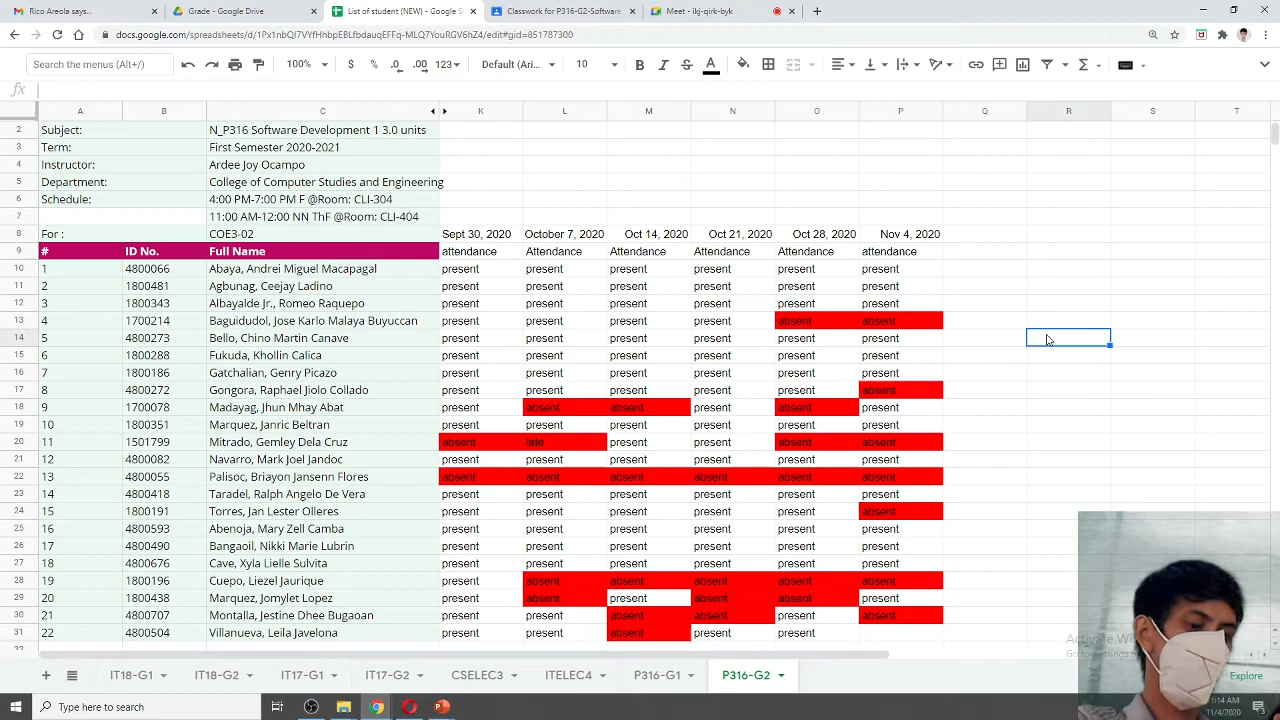 Rico Areola says:
Grade - Google Drive
List of student (NEW) - Google S
Classwork for P316-G2-Software
Meet - ikj-qirk-byk
docs.google.com/spreadsheets/d/
Search the menus (Alt+/)
100% $ % .0 .00 123 Default (Ari... 10 B I S A
fx
A B C K L M N O P Q R S T
2 Subject: N_P316 Software Development 1 3.0 units
3 Term: First Semester 2020-2021
4 Instructor: Ardee Joy Ocampo
5 Department: College of Computer Studies and Engineering
6 Schedule: 4:00 PM-7:00 PM F @Room: CLI-304
7 11:00 AM-12:00 NN ThF @Room: CLI-404
8 For : COE3-02 Sept 30, 2020 October 7, 2020 Oct 14, 2020 Oct 21, 2020 Oct 28, 2020 Nov 4, 2020
9 # ID No. Full Name attendance Attendance Attendance Attendance Attendance attendance
10 1 4800066 Abaya, Andrei Miguel Macapagal present present present present present present
11 2 1800481 Agbunag, Ceejay Ladino present present present present present present
12 3 1800343 Albayalde Jr., Romeo Raquepo present present present present present present
13 4 1700214 Baguidudol, Jose Karlo Malaya Buyuccan present present present present absent absent
14 5 4800273 Bello, Chino Martin Canave present present present present present present
15 6 1800288 Fukuda, Khollin Calica present present present present present present
16 7 1800186 Gatchalian, Genry Picazo present present present present present present
17 8 4800272 Gongora, Raphael Jiolo Collado present present present present present absent
18 9 1700078 Madayag, Jhun Mhay Abat present absent absent present absent present
19 10 1800351 Marquez, Janric Beltran present present present present present present
20 11 1501799 Mitrado, Gemley Dela Cruz absent late present present absent absent
21 12 4800082 Navarro, Mark Joel Jandoc present present present present present present
22 13 4800055 Palisoc, Briayon Jansenn Flores absent absent absent absent absent absent
23 14 4800418 Taradel, Ralph Angelo De Vera present present present present present present
24 15 1800191 Torres, Jan Lester Olleres present present present present present absent
25 16 4800519 Abenoja, Mary Zell Camba present present present present present present
26 17 4800490 Bangaoil, Nikki Marie Lubrin present present present present present present
27 18 4800676 Cave, Xyla Lielle Sulvita present present present present present present
28 19 1800196 Cuepo, Liezel Jaurique present absent absent absent absent absent
29 20 1800458 Marquez, Jomylet Lopez present absent present absent absent present
30 21 4800728 Montalla, Jestine Dhee Bugaoan present present absent absent present absent
31 22 4800504 Villanueva, Leila Javelona present present absent present present
IT18-G1 IT18-G2 IT17-G1 IT17-G2 CSELEC3 ITELEC4 P316-G1 P316-G2 Explore
Activate Wi
Go to Settings
Type here to search
1:14 AM
11/4/2020